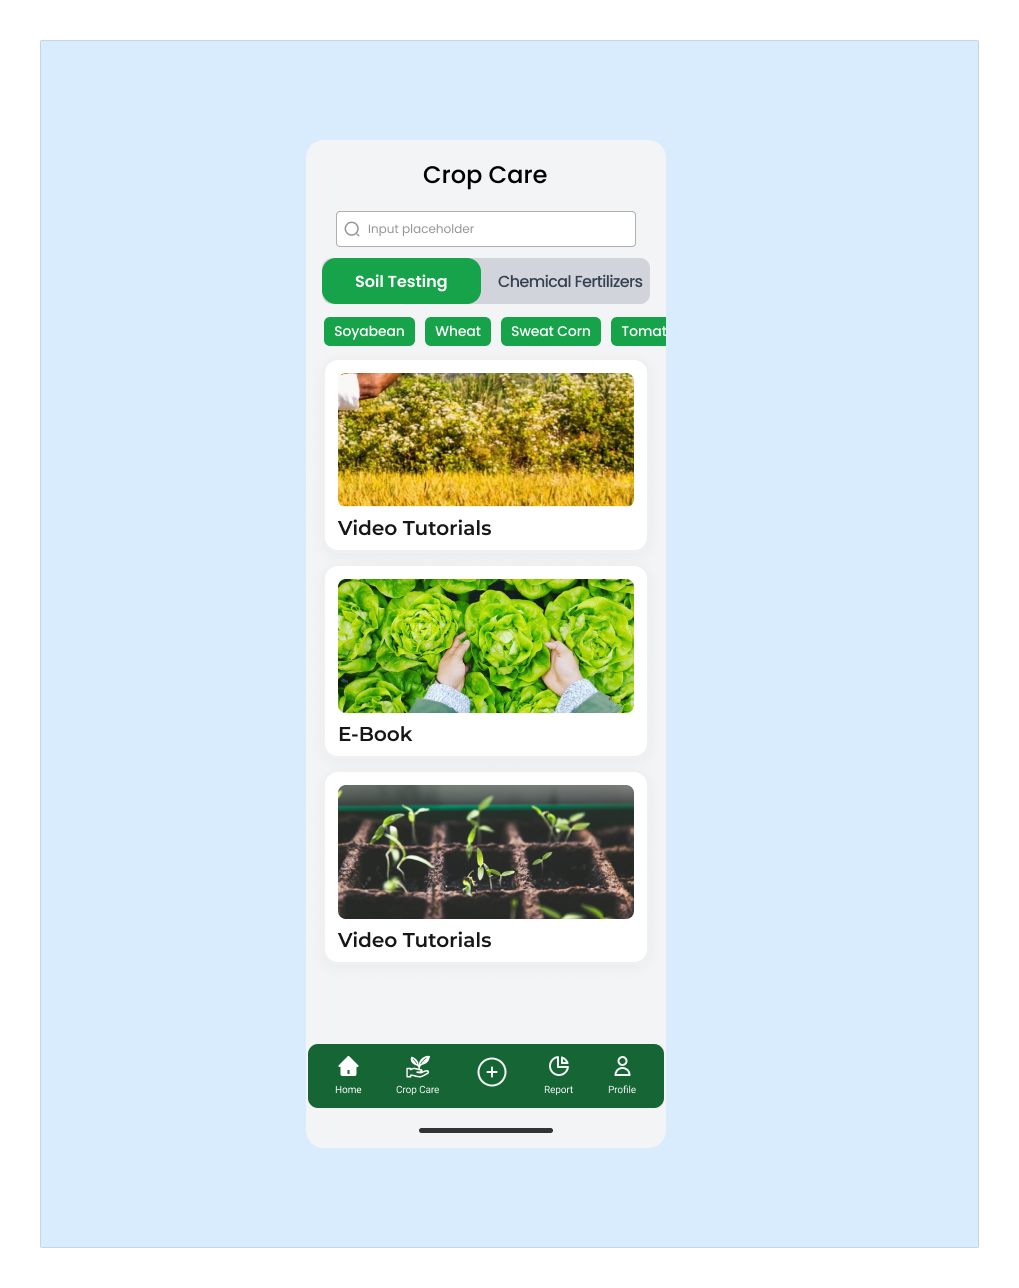 Crop Care
Input placeholder
Soil Testing
Chemical Fertilizers
Soyabean
Wheat
Sweat Corn
Tomat
Video Tutorials
E-Book
Video Tutorials
Home
Crop Care
Report
Profile